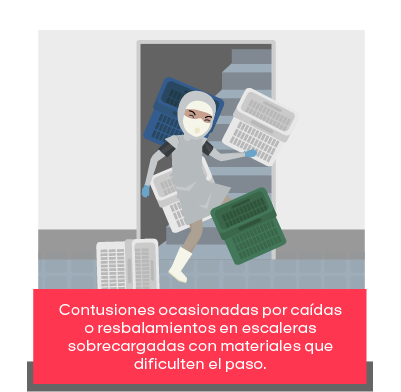 Contusiones ocasionadas por caídas
o resbalamientos en escaleras
sobrecargadas con materiales que
dificulten el paso.